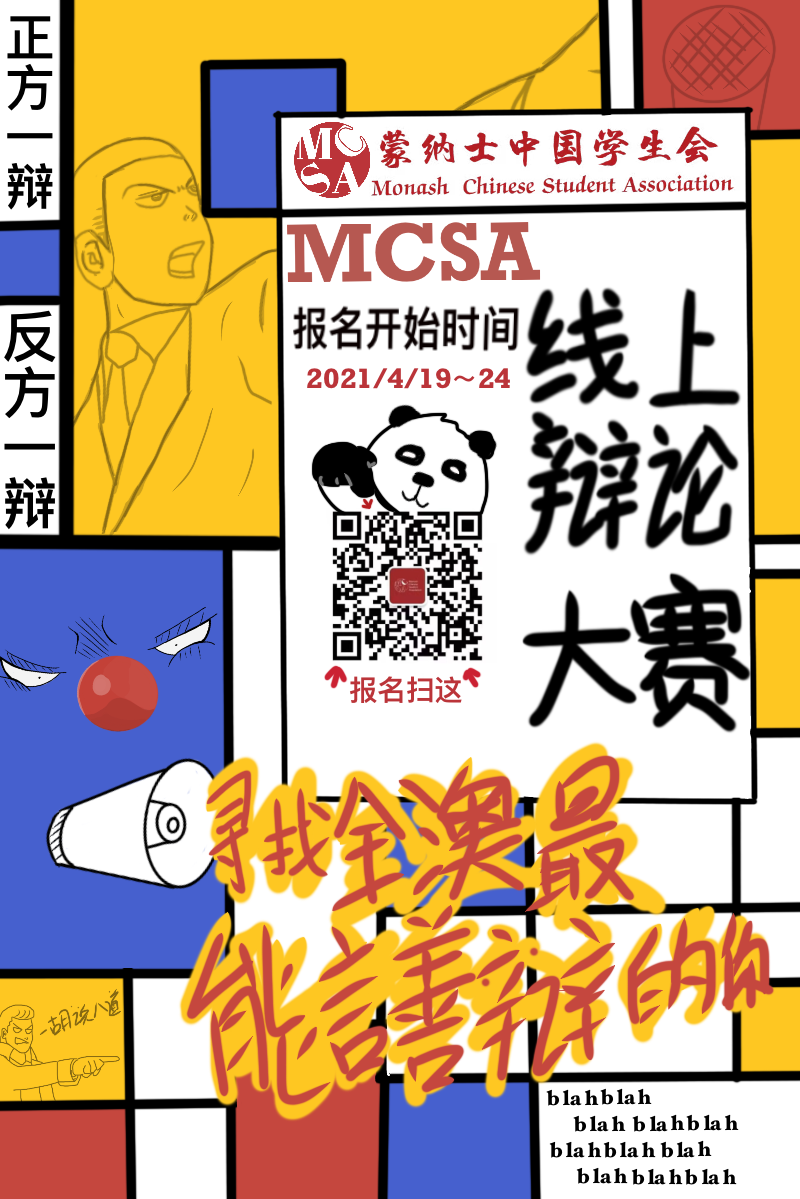 正方一辩
反方一辩
MCSA
蒙纳士中国学生会
Monash Chinese Student Association
MCSA
报名开始时间
2021/4/19～24
线上
辩论
大赛
报名扫这
寻找全澳最
能言善辩的你
一胡说八道
blahblah
blah blahblah
blahblah blah
blah blahblah